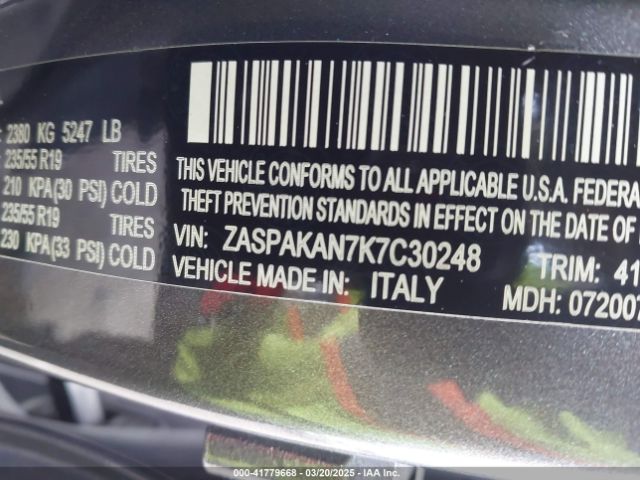 2380 KG 5247 LB
235/55 R19 TIRES
210 KPA(30 PSI) COLD
235/55 R19 TIRES
230 KPA(33 PSI) COLD
THIS VEHICLE CONFORMS TO ALL APPLICABLE U.S.A. FEDERA
THEFT PREVENTION STANDARDS IN EFFECT ON THE DATE OF
VIN: ZASPAKAN7K7C30248 TRIM: 41
VEHICLE MADE IN: ITALY MDH: 072007
000-41779668 | 03/20/2025 | IAA Inc.